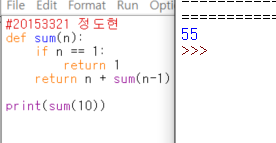 File Edit Format Run Option
#20153321 정도현
def sum(n):
    if n == 1:
        return 1
    return n + sum(n-1)
print(sum(10))
===========
55
>>>